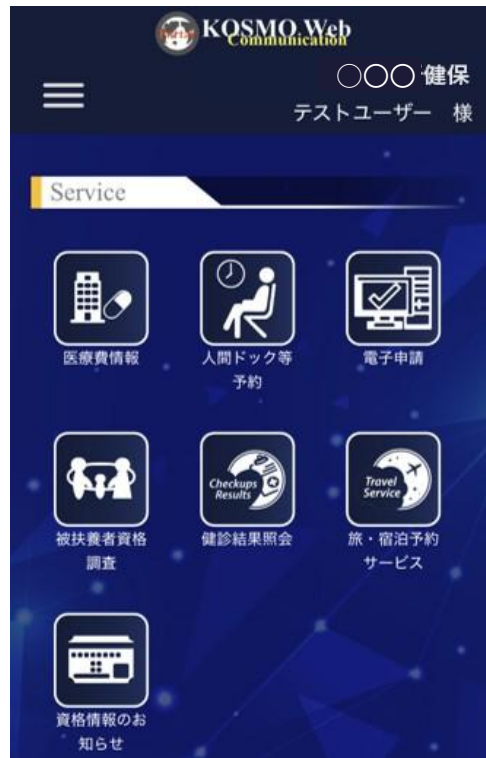 Portal KOSMO Web
Communication
○○○健保
テストユーザー 様
Service
医療費情報
人間ドック等
予約
電子申請
被扶養者資格
調査
Checkups
Results
健診結果照会
Travel
Service
旅・宿泊予約
サービス
資格情報のお
知らせ